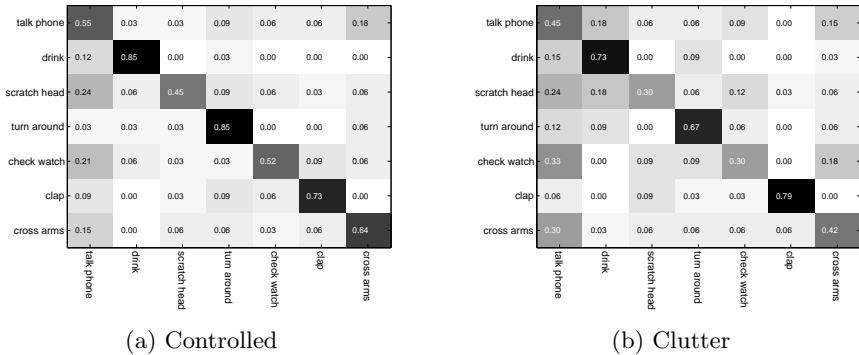 talk phone 0.55 0.03 0.03 0.09 0.06 0.06 0.18
drink 0.12 0.85 0.00 0.03 0.00 0.00 0.00
scratch head 0.24 0.06 0.45 0.09 0.06 0.03 0.06
turn around 0.03 0.03 0.03 0.85 0.00 0.00 0.06
check watch 0.21 0.06 0.03 0.03 0.52 0.09 0.06
clap 0.09 0.00 0.03 0.09 0.06 0.73 0.00
cross arms 0.15 0.00 0.06 0.06 0.03 0.06 0.64
talk phone drink scratch head turn around check watch clap cross arms
(a) Controlled
talk phone 0.45 0.18 0.06 0.06 0.09 0.00 0.15
drink 0.15 0.73 0.00 0.09 0.00 0.00 0.03
scratch head 0.24 0.18 0.30 0.06 0.12 0.03 0.06
turn around 0.12 0.09 0.00 0.67 0.06 0.00 0.06
check watch 0.33 0.00 0.09 0.09 0.30 0.00 0.18
clap 0.06 0.00 0.09 0.03 0.03 0.79 0.00
cross arms 0.30 0.03 0.06 0.06 0.06 0.06 0.42
talk phone drink scratch head turn around check watch clap cross arms
(b) Clutter